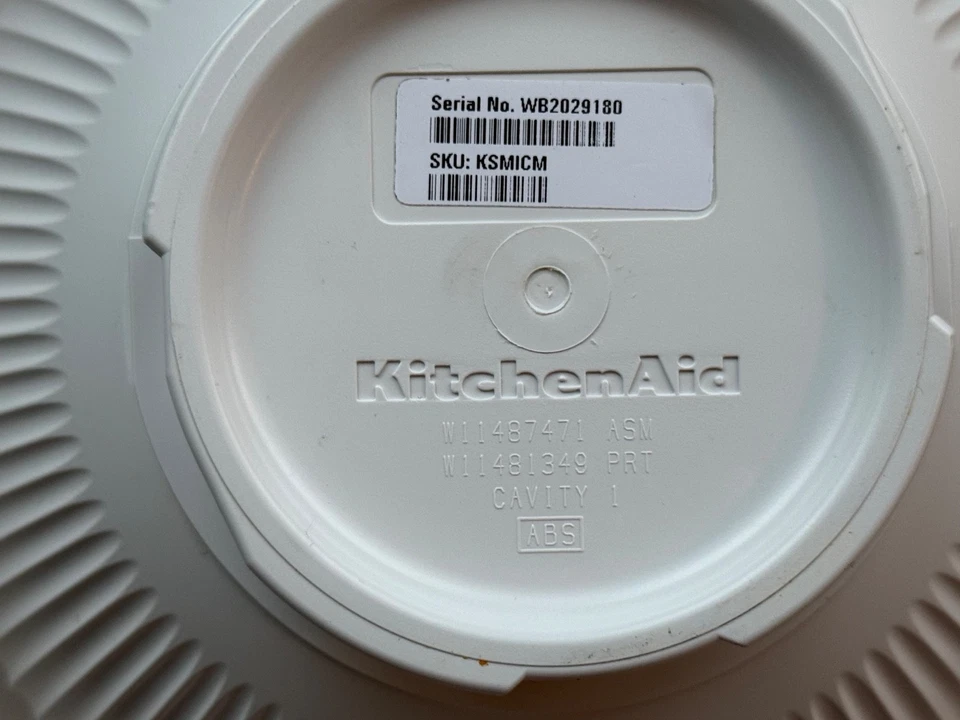 Serial No. WB2029180
SKU: KSMICM
KitchenAid
W11487471 ASM
W11481349 PRT
CAVITY 1
ABS